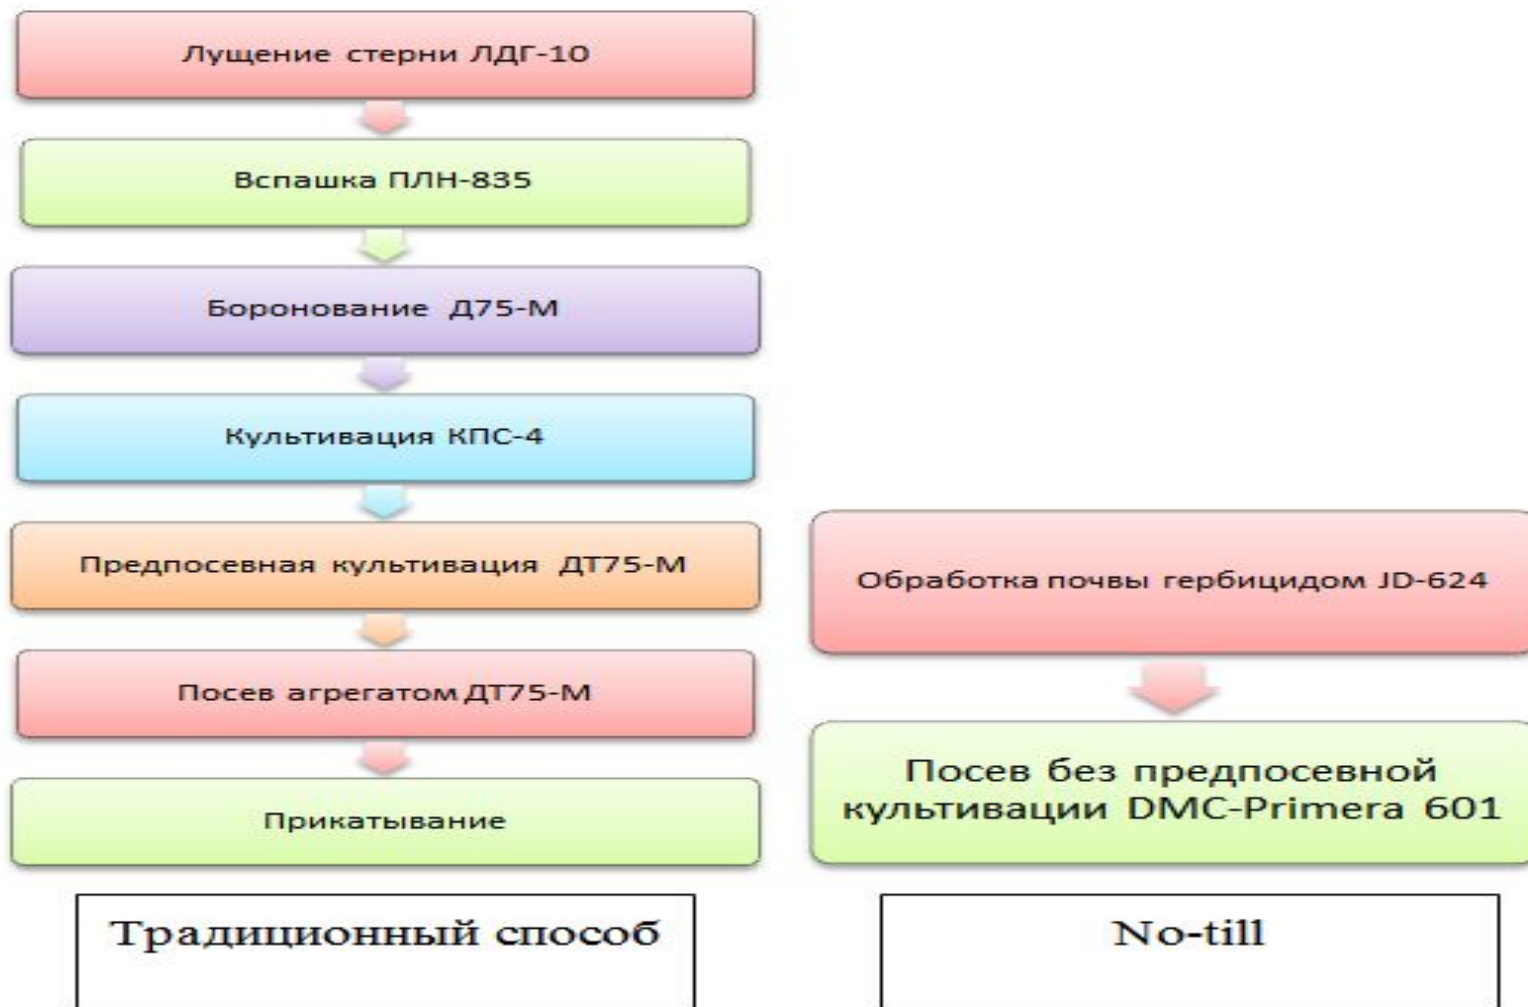 Лущение стерни ЛДГ-10
Вспашка ПЛН-835
Боронование Д75-М
Культивация КПС-4
Предпосевная культивация ДТ75-М
Посев агрегатом ДТ75-М
Прикатывание
Традиционный способ
Обработка почвы гербицидом JD-624
Посев без предпосевной
культивации DMC-Primera 601
No-till